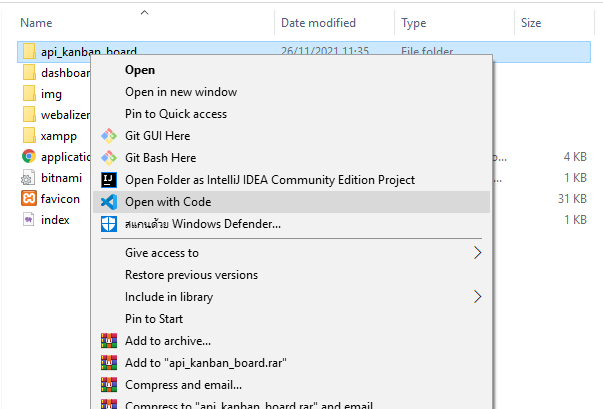 Name Date modified Type Size
api_kanban_board 26/11/2021 11:35 File folder
dashboar
img
webalizer
xampp
applicatio 4 KB
bitnami 1 KB
favicon 31 KB
index 1 KB
Open
Open in new window
Pin to Quick access
Git GUI Here
Git Bash Here
Open Folder as IntelliJ IDEA Community Edition Project
Open with Code
สแกนด้วย Windows Defender...
Give access to
Restore previous versions
Include in library
Pin to Start
Add to archive...
Add to "api_kanban_board.rar"
Compress and email...
Compress to "api_kanban_board.rar" and email